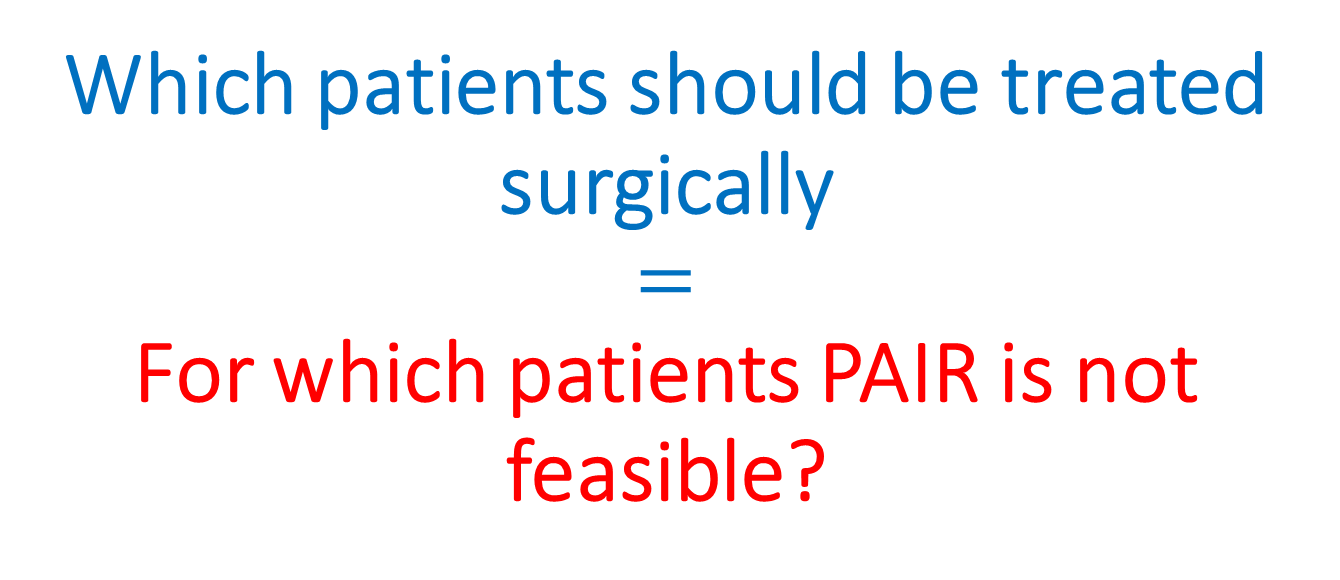 Which patients should be treated
surgically
=
For which patients PAIR is not
feasible?